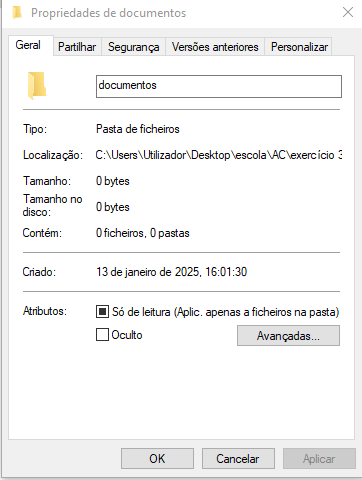 Propriedades de documentos
Geral Partilhar Segurança Versões anteriores Personalizar
documentos
Tipo: Pasta de ficheiros
Localização: C:\Users\Utilizador\Desktop\escola\AC\exercício 3
Tamanho: 0 bytes
Tamanho no disco: 0 bytes
Contém: 0 ficheiros, 0 pastas
Criado: 13 de janeiro de 2025, 16:01:30
Atributos: Só de leitura (Aplic. apenas a ficheiros na pasta)
Oculto Avançadas...
OK Cancelar Aplicar